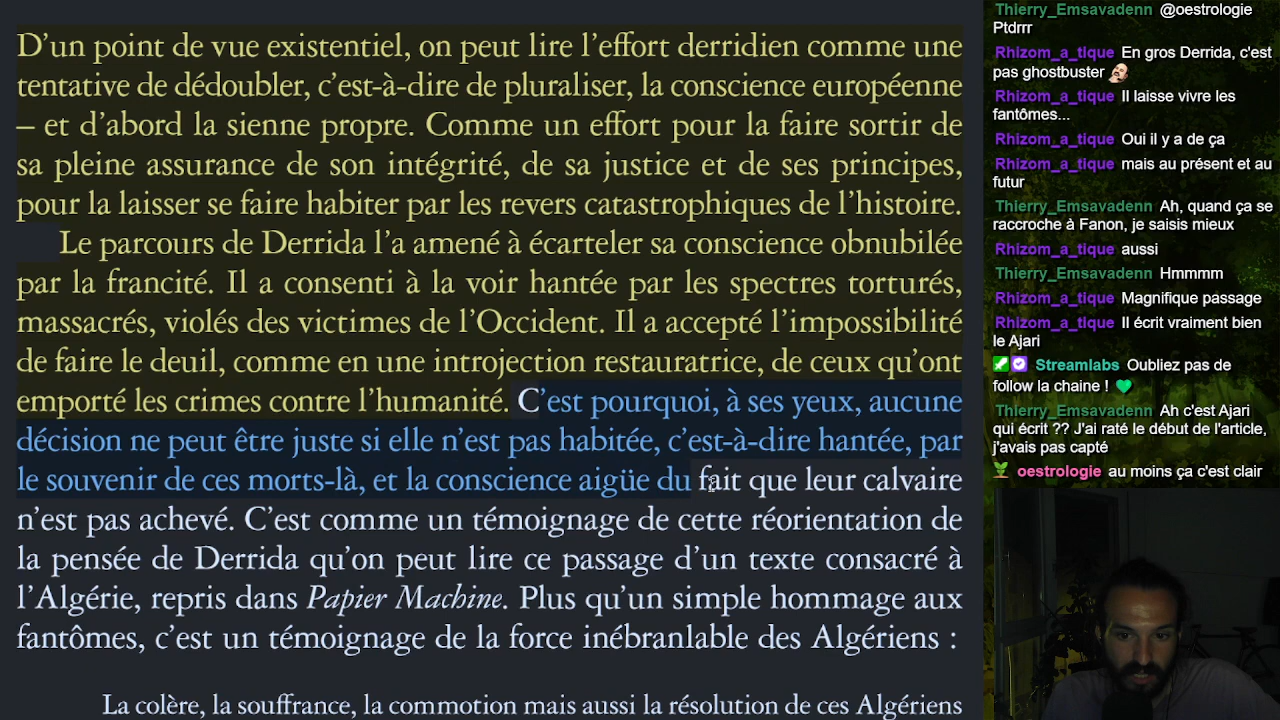 D’un point de vue existentiel, on peut lire l’effort derridien comme une
tentative de dédoubler, c’est-à-dire de pluraliser, la conscience européenne
– et d’abord la sienne propre. Comme un effort pour la faire sortir de
sa pleine assurance de son intégrité, de sa justice et de ses principes,
pour la laisser se faire habiter par les revers catastrophiques de l’histoire.
Le parcours de Derrida l’a amené à écarteler sa conscience obnubilée
par la francité. Il a consenti à la voir hantée par les spectres torturés,
massacrés, violés des victimes de l’Occident. Il a accepté l’impossibilité
de faire le deuil, comme en une introjection restauratrice, de ceux qu’ont
emporté les crimes contre l’humanité. C’est pourquoi, à ses yeux, aucune
décision ne peut être juste si elle n’est pas habitée, c’est-à-dire hantée, par
le souvenir de ces morts-là, et la conscience aigüe du fait que leur calvaire
n’est pas achevé. C’est comme un témoignage de cette réorientation de
la pensée de Derrida qu’on peut lire ce passage d’un texte consacré à
l’Algérie, repris dans Papier Machine. Plus qu’un simple hommage aux
fantômes, c’est un témoignage de la force inébranlable des Algériens :
La colère, la souffrance, la commotion mais aussi la résolution de ces Algériens
Thierry_Emsavadenn @oestrologie
Ptdrrr
Rhizom_a_tique En gros Derrida, c'est
pas ghostbuster
Rhizom_a_tique Il laisse vivre les
fantômes...
Rhizom_a_tique Oui il y a de ça
Rhizom_a_tique mais au présent et au
futur
Thierry_Emsavadenn Ah, quand ça se
raccroche à Fanon, je saisis mieux
Rhizom_a_tique aussi
Thierry_Emsavadenn Hmmmm
Rhizom_a_tique Magnifique passage
Rhizom_a_tique Il écrit vraiment bien
le Ajari
Streamlabs Oubliez pas de
follow la chaine !
Thierry_Emsavadenn Ah c'est Ajari
qui écrit ?? J'ai raté le début de l'article,
j'avais pas capté
oestrologie au moins ça c'est clair